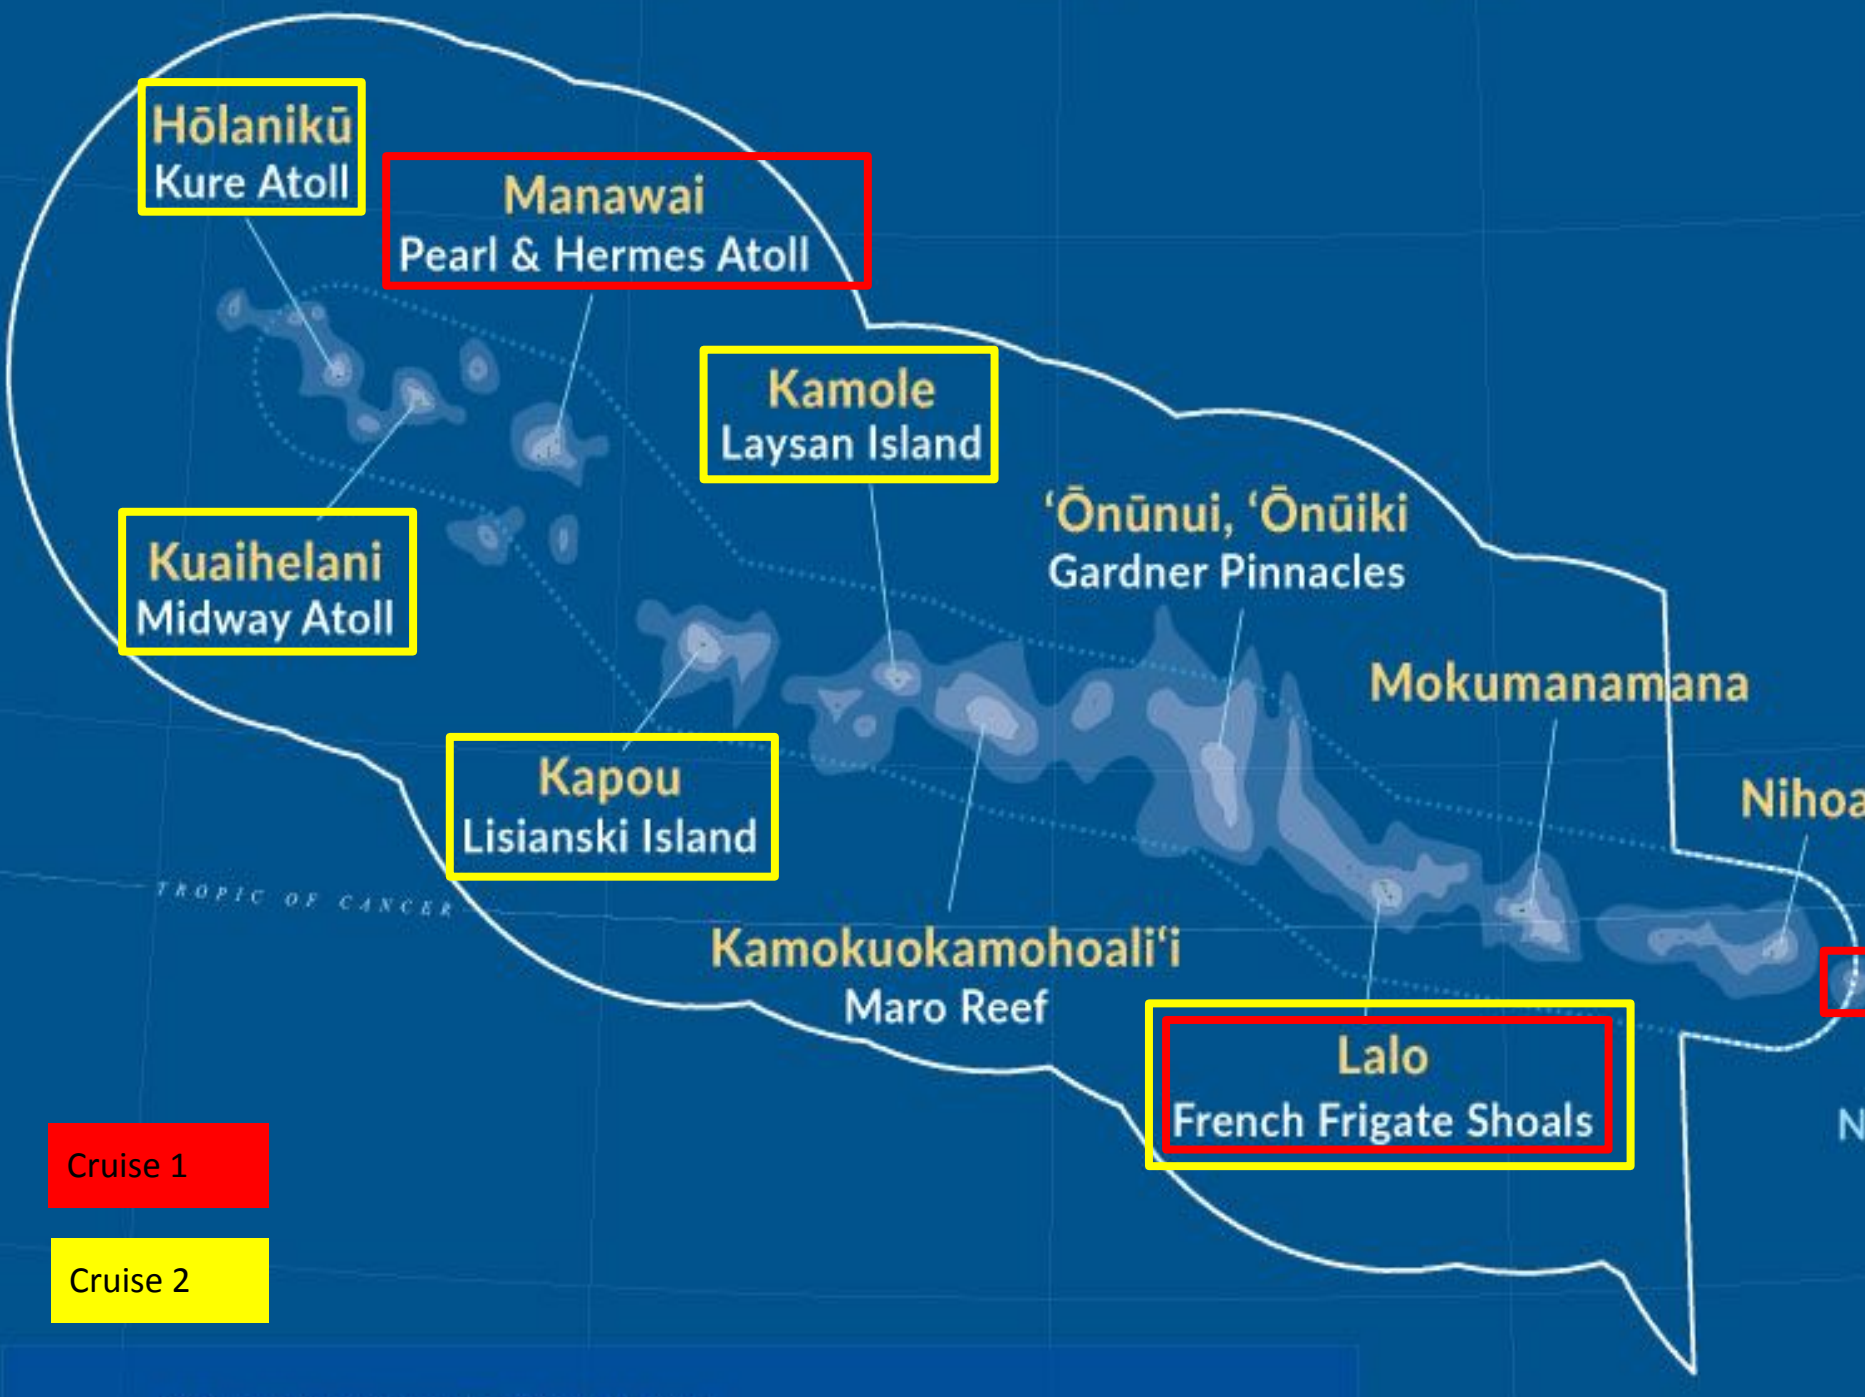 Hōlanikū
Kure Atoll
Manawai
Pearl & Hermes Atoll
Kamole
Laysan Island
ʻŌnūnui, ʻŌnūiki
Gardner Pinnacles
Kuaihelani
Midway Atoll
Mokumanamana
Kapou
Lisianski Island
Nihoa
TROPIC OF CANCER
Kamokuokamohoaliʻi
Maro Reef
Lalo
French Frigate Shoals
N
Cruise 1
Cruise 2